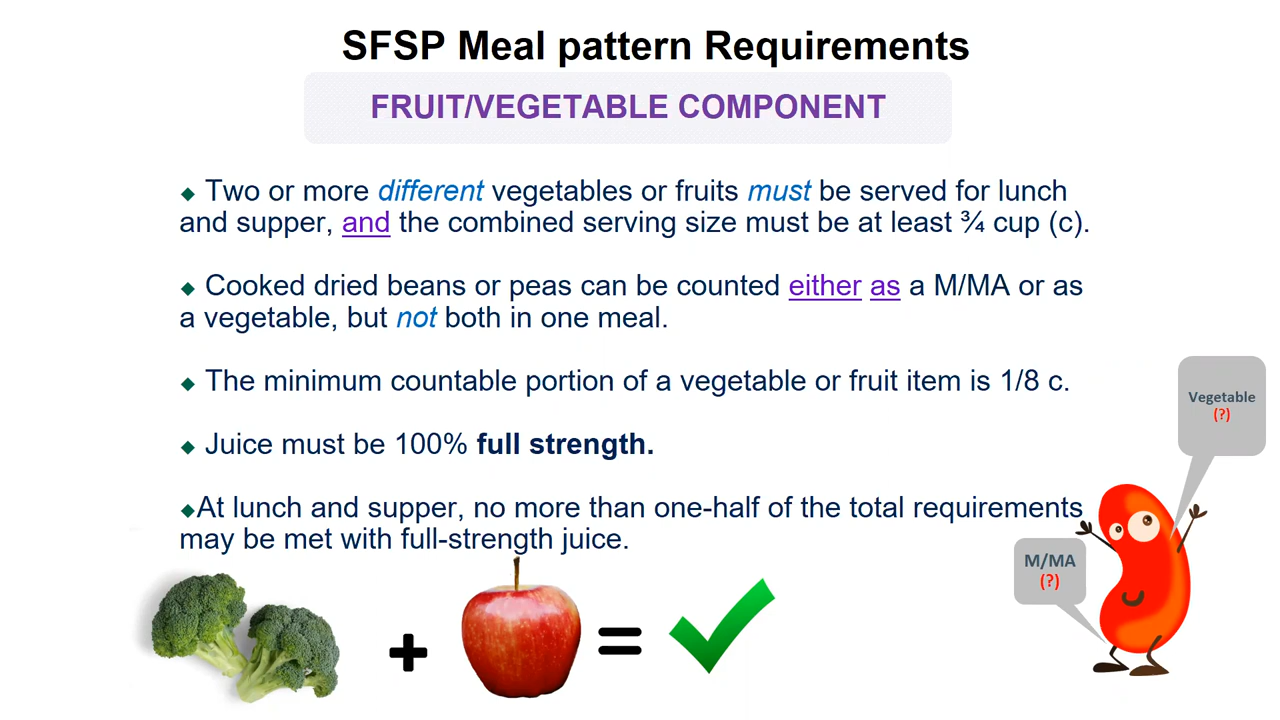 SFSP Meal pattern Requirements
FRUIT/VEGETABLE COMPONENT
◆ Two or more different vegetables or fruits must be served for lunch
and supper, and the combined serving size must be at least ¾ cup (c).
◆ Cooked dried beans or peas can be counted either as a M/MA or as
a vegetable, but not both in one meal.
◆ The minimum countable portion of a vegetable or fruit item is 1/8 c.
◆ Juice must be 100% full strength.
◆At lunch and supper, no more than one-half of the total requirements
may be met with full-strength juice.
Vegetable
(?)
M/MA
(?)
+ =